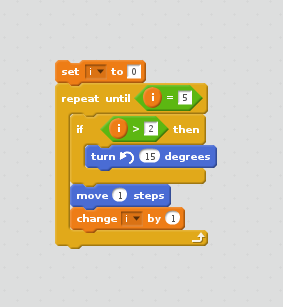 set i to 0
repeat until i = 5
if i > 2 then
turn 15 degrees
move 1 steps
change i by 1